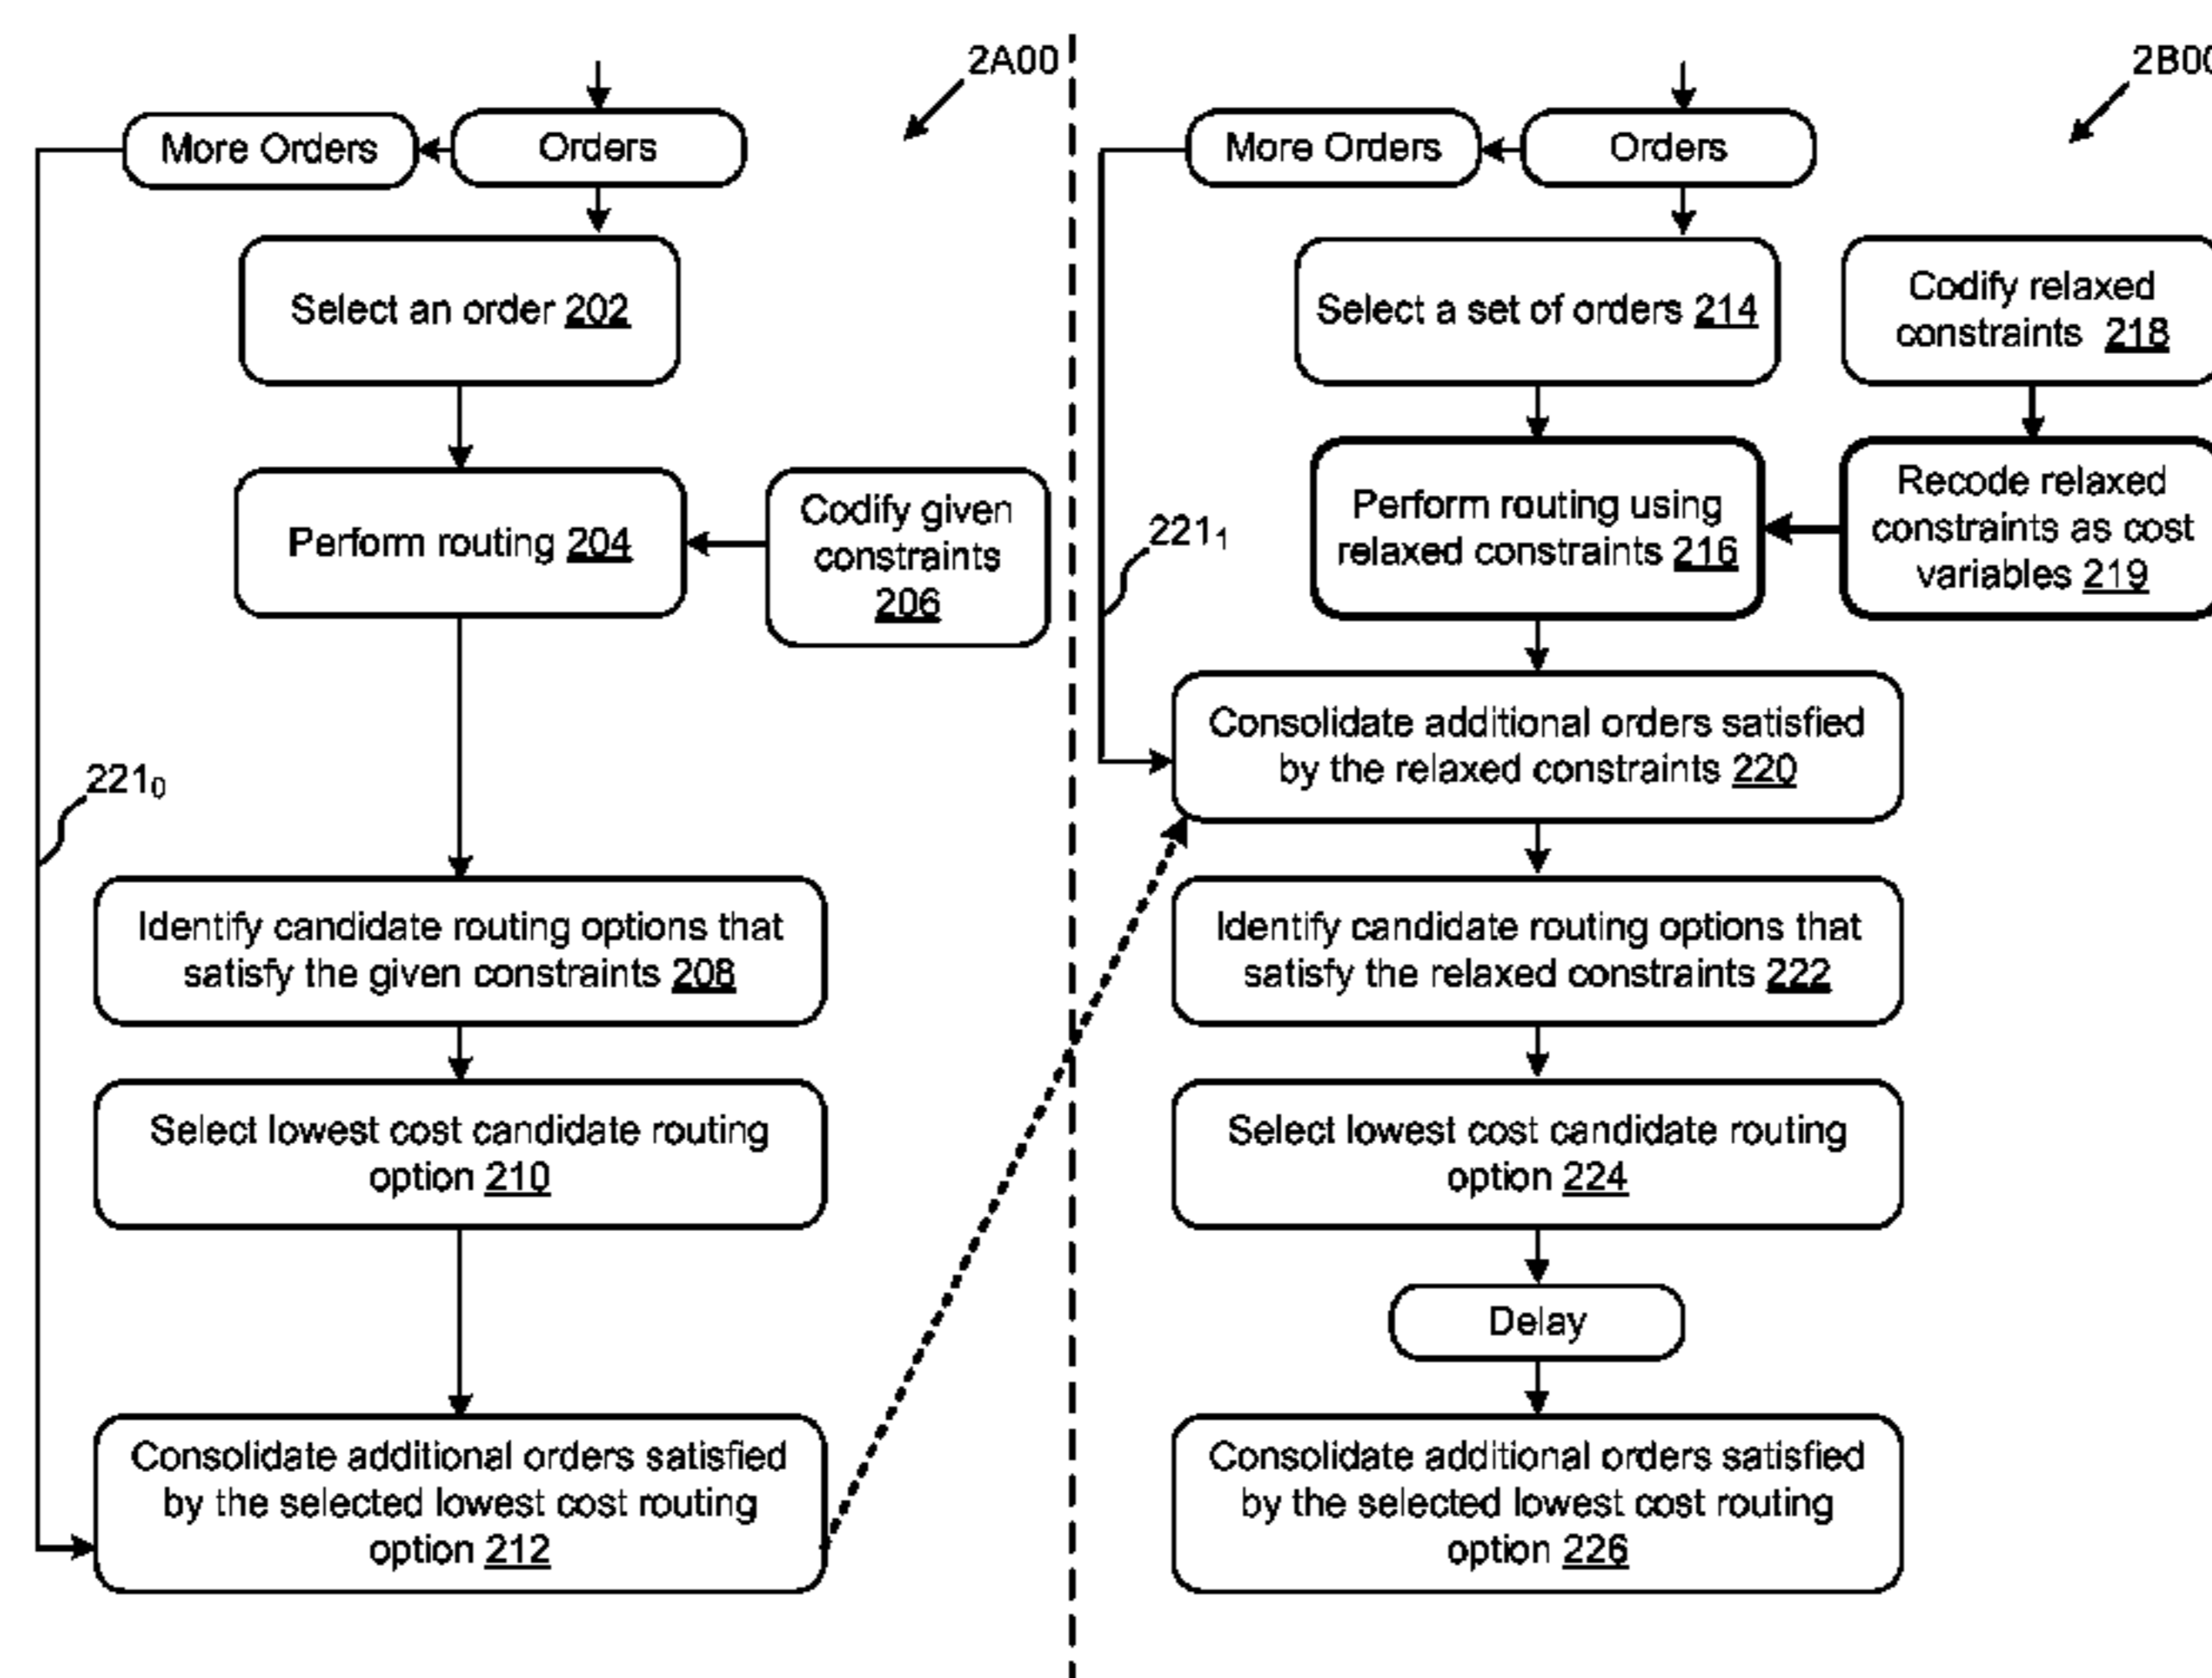 2A00
More Orders
Orders
Select an order 202
Perform routing 204
Codify given
constraints
206
221₀
Identify candidate routing options that
satisfy the given constraints 208
Select lowest cost candidate routing
option 210
Consolidate additional orders satisfied
by the selected lowest cost routing
option 212
2B00
More Orders
Orders
Select a set of orders 214
Codify relaxed
constraints 218
Perform routing using
relaxed constraints 216
Recode relaxed
constraints as cost
variables 219
221₁
Consolidate additional orders satisfied
by the relaxed constraints 220
Identify candidate routing options that
satisfy the relaxed constraints 222
Select lowest cost candidate routing
option 224
Delay
Consolidate additional orders satisfied
by the selected lowest cost routing
option 226